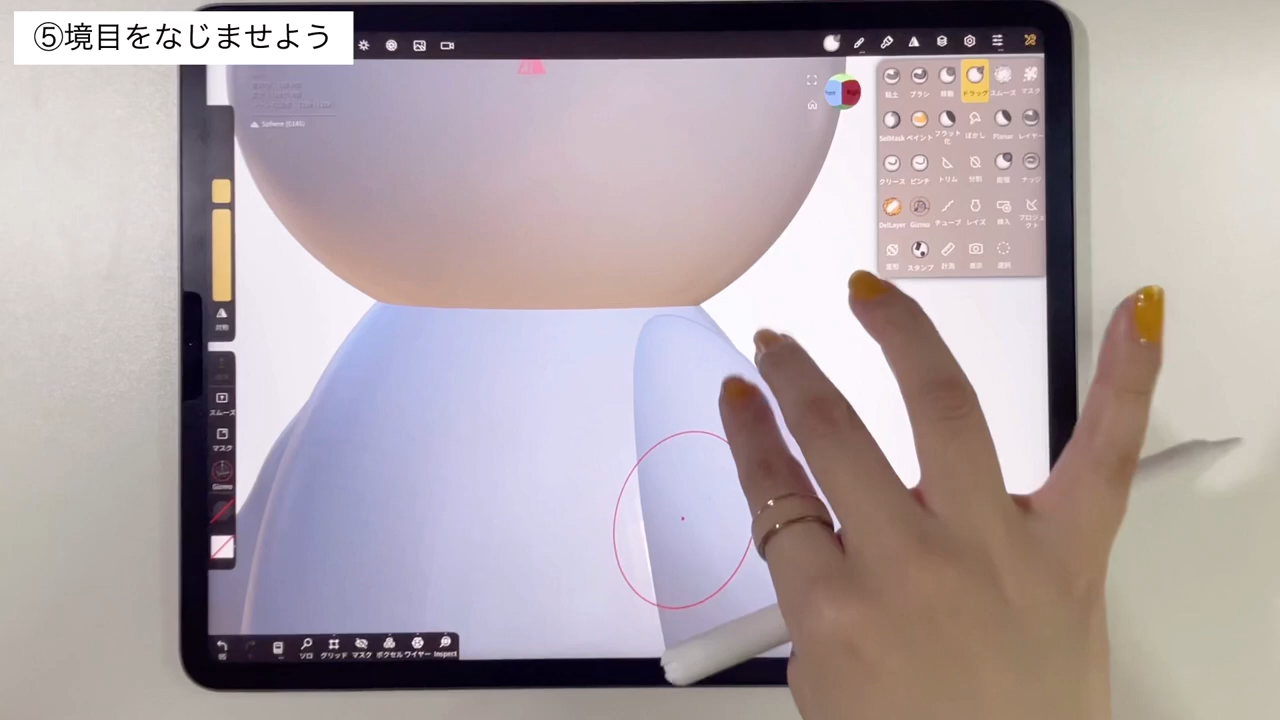 ⑤境目をなじませよう
Sphere (5146)
Right
粘土 ブラシ 移動 ドラッグ スムーズ マスク
SelMask ペイント フラット化 ぼかし Planar レイヤー
クリース ピンチ トリム 分割 ナッジ
DelLayer Gizmo チューブ レイズ 挿入 プロジェクト
変形 スタンプ 計測 表示 選択
対称
スムーズ
マスク
Gizmo
ソロ グリッド マスク ボクセル ワイヤー Inspect